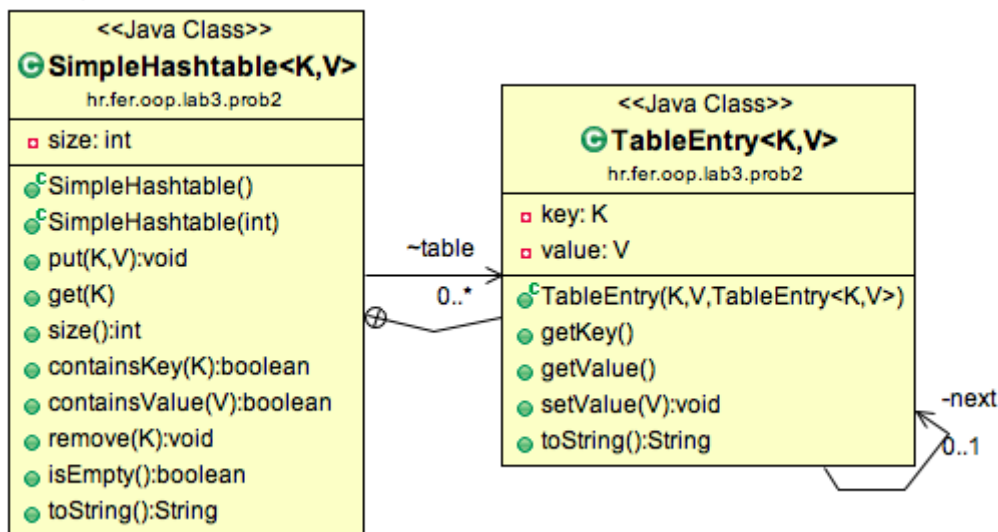 <<Java Class>>
SimpleHashtable<K,V>
hr.fer.oop.lab3.prob2
size: int
SimpleHashtable()
SimpleHashtable(int)
put(K,V):void
get(K)
size():int
containsKey(K):boolean
containsValue(V):boolean
remove(K):void
isEmpty():boolean
toString():String
~table
0..*
<<Java Class>>
TableEntry<K,V>
hr.fer.oop.lab3.prob2
key: K
value: V
TableEntry(K,V,TableEntry<K,V>)
getKey()
getValue()
setValue(V):void
toString():String
-next
0..1